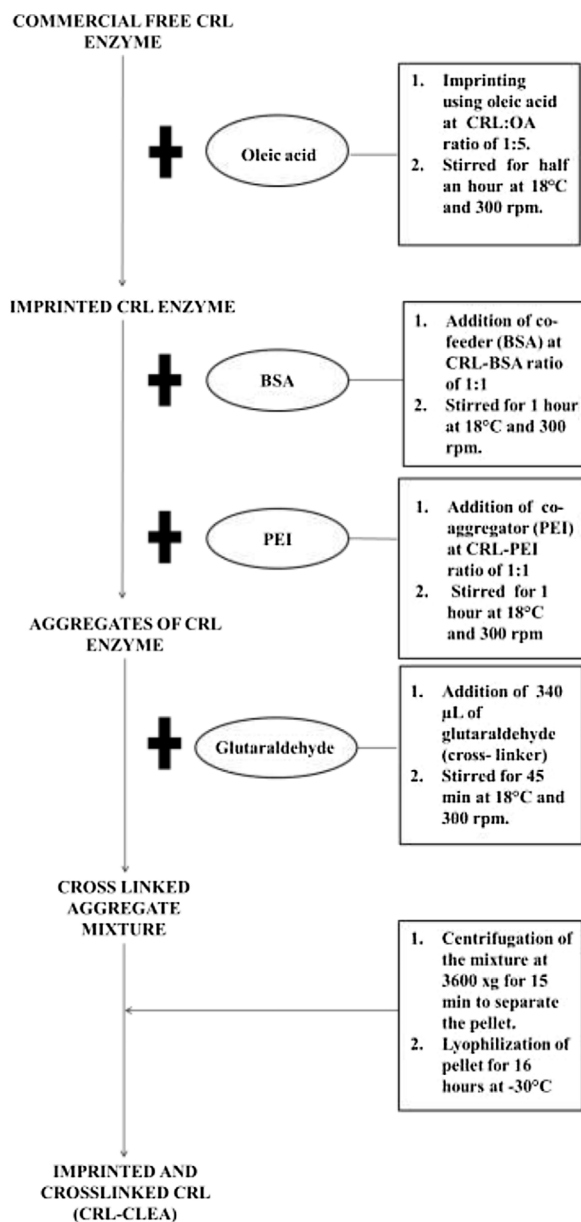 COMMERCIAL FREE CRL
ENZYME
Oleic acid
1. Imprinting
using oleic acid
at CRL:OA
ratio of 1:5.
2. Stirred for half
an hour at 18°C
and 300 rpm.
IMPRINTED CRL ENZYME
BSA
1. Addition of co-
feeder (BSA) at
CRL-BSA ratio
of 1:1
2. Stirred for 1 hour
at 18°C and 300
rpm.
PEI
1. Addition of co-
aggregator (PEI)
at CRL-PEI
ratio of 1:1
2. Stirred for 1
hour at 18°C
and 300 rpm
AGGREGATES OF CRL
ENZYME
Glutaraldehyde
1. Addition of 340
µL of
glutaraldehyde
(cross- linker)
2. Stirred for 45
min at 18°C and
300 rpm.
CROSS LINKED
AGGREGATE
MIXTURE
1. Centrifugation of
the mixture at
3600 xg for 15
min to separate
the pellet.
2. Lyophilization of
pellet for 16
hours at -30°C
IMPRINTED AND
CROSSLINKED CRL
(CRL-CLEA)